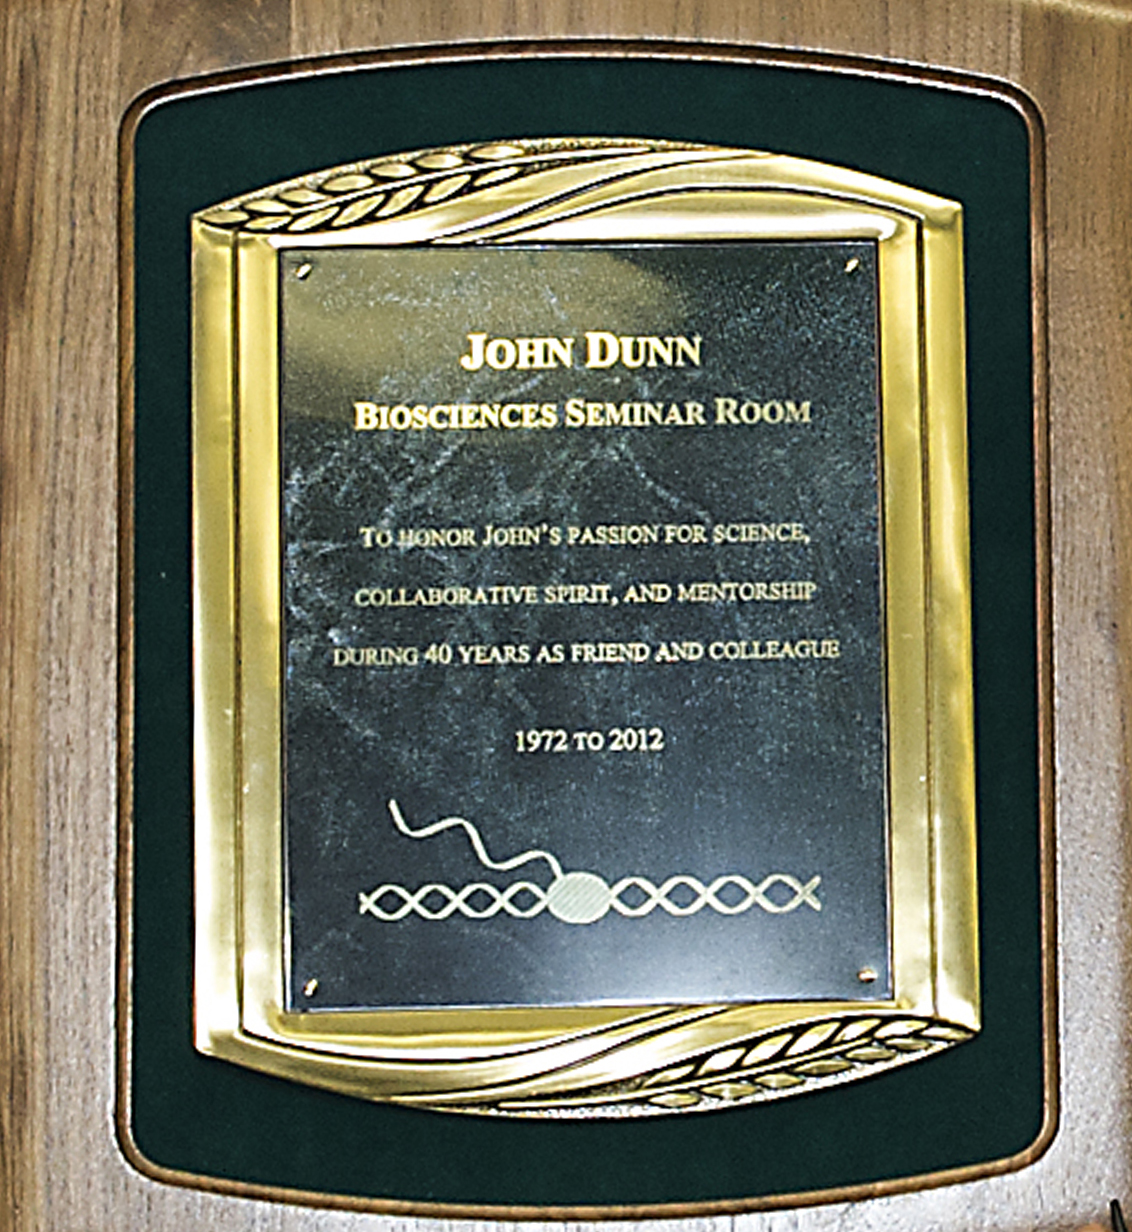 JOHN DUNN
BIOSCIENCES SEMINAR ROOM
TO HONOR JOHN'S PASSION FOR SCIENCE,
COLLABORATIVE SPIRIT, AND MENTORSHIP
DURING 40 YEARS AS FRIEND AND COLLEAGUE
1972 TO 2012